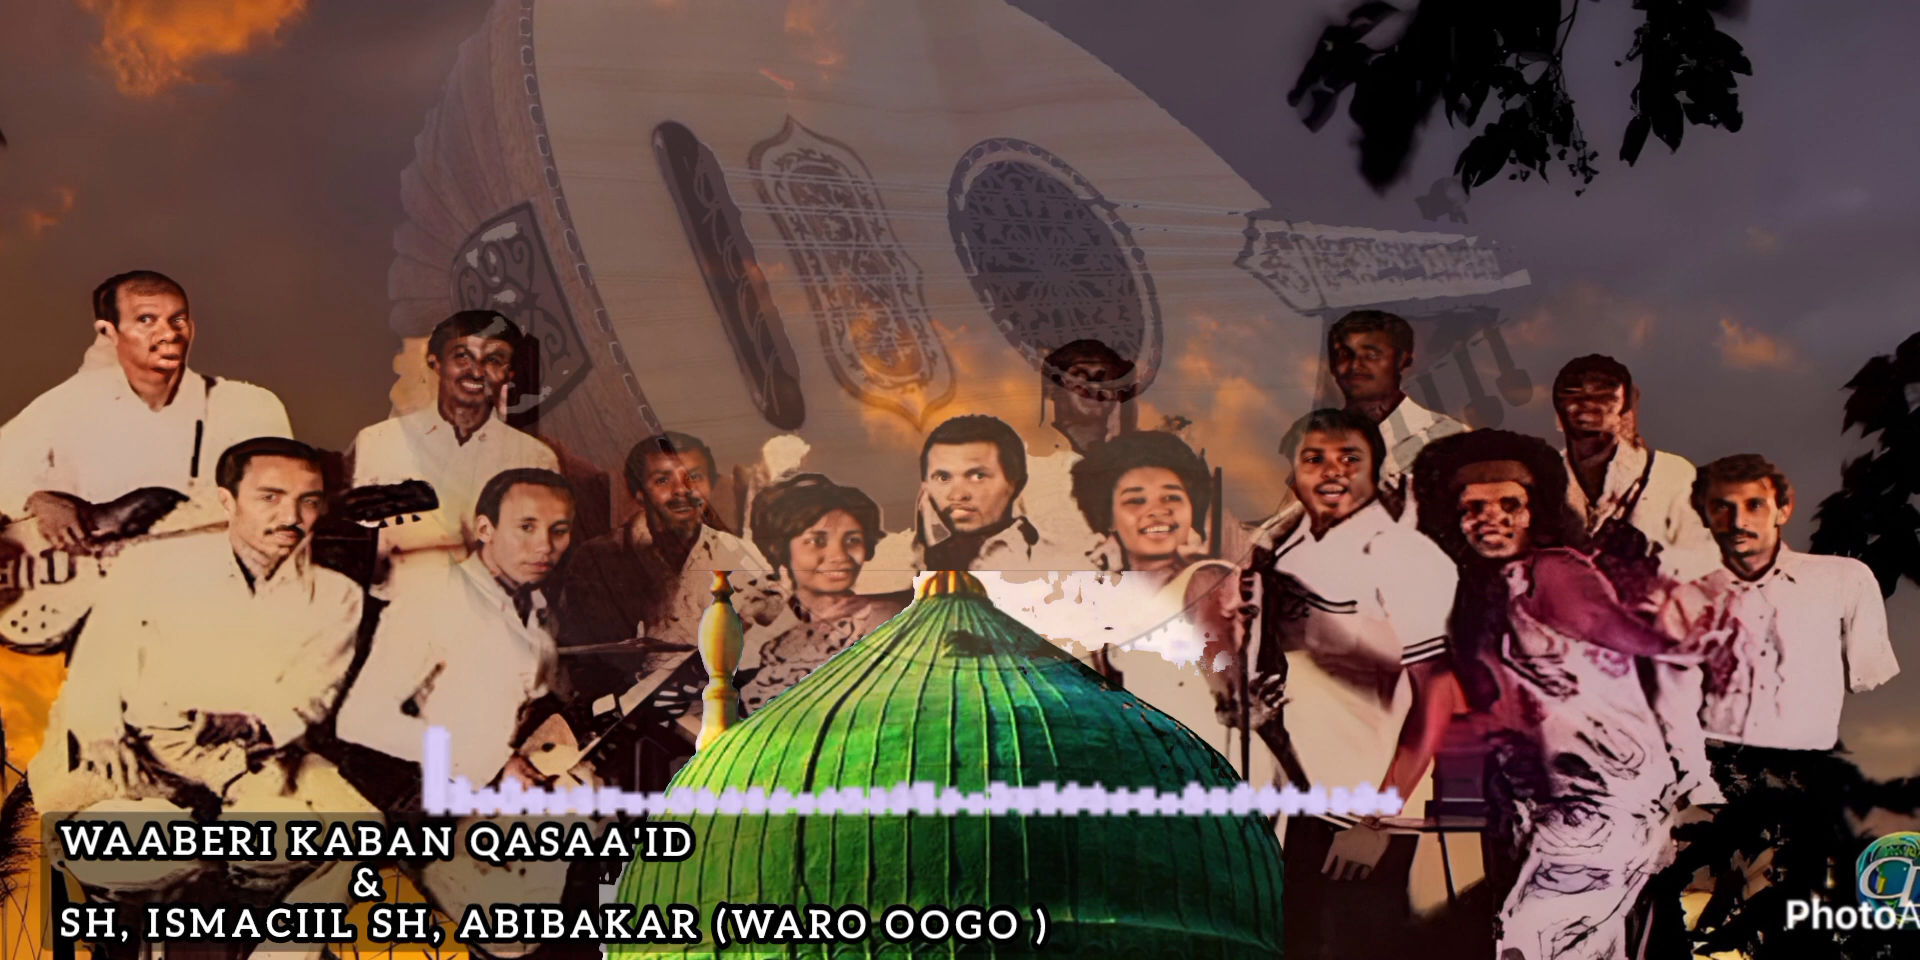 WAABERI KABAN QASAA'ID
&
SH, ISMACIIL SH, ABIBAKAR (WARO OOGO )
PhotoA